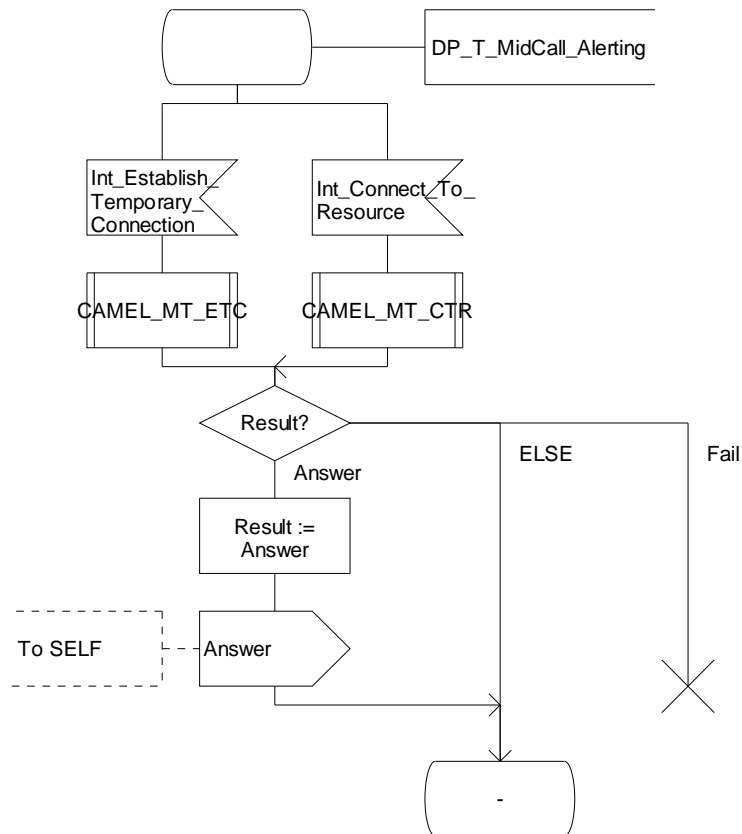 DP_T_MidCall_Alerting
Int_Establish_
Temporary_
Connection
Int_Connect_To_
Resource
CAMEL_MT_ETC
CAMEL_MT_CTR
Result?
ELSE
Fail
Answer
Result :=
Answer
To SELF
Answer
-